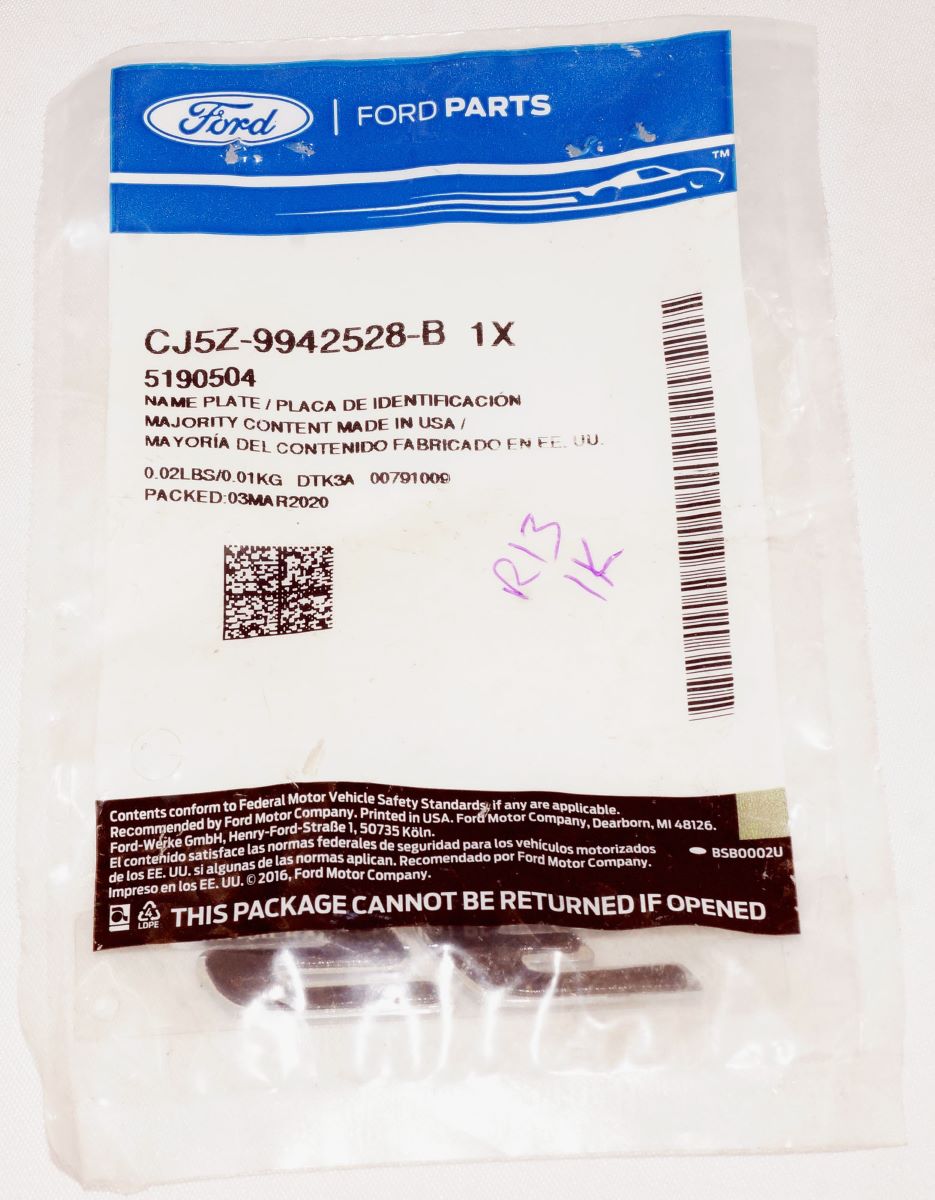 Ford | FORD PARTS
TM
CJ5Z-9942528-B 1X
5190504
NAME PLATE / PLACA DE IDENTIFICACIÓN
MAJORITY CONTENT MADE IN USA /
MAYORÍA DEL CONTENIDO FABRICADO EN EE. UU.
0.02LBS/0.01KG DTK3A 00791009
PACKED:03MAR2020
R13
1K
Contents conform to Federal Motor Vehicle Safety Standards, if any are applicable.
Recommended by Ford Motor Company. Printed in USA. Ford Motor Company, Dearborn, MI 48126.
Ford-Werke GmbH, Henry-Ford-Straße 1, 50735 Köln.
El contenido satisface las normas federales de seguridad para los vehículos motorizados
de los EE. UU. si algunas de las normas aplican. Recomendado por Ford Motor Company.
Impreso en los EE. UU. © 2016, Ford Motor Company.
BSB0002U
4
LDPE
THIS PACKAGE CANNOT BE RETURNED IF OPENED